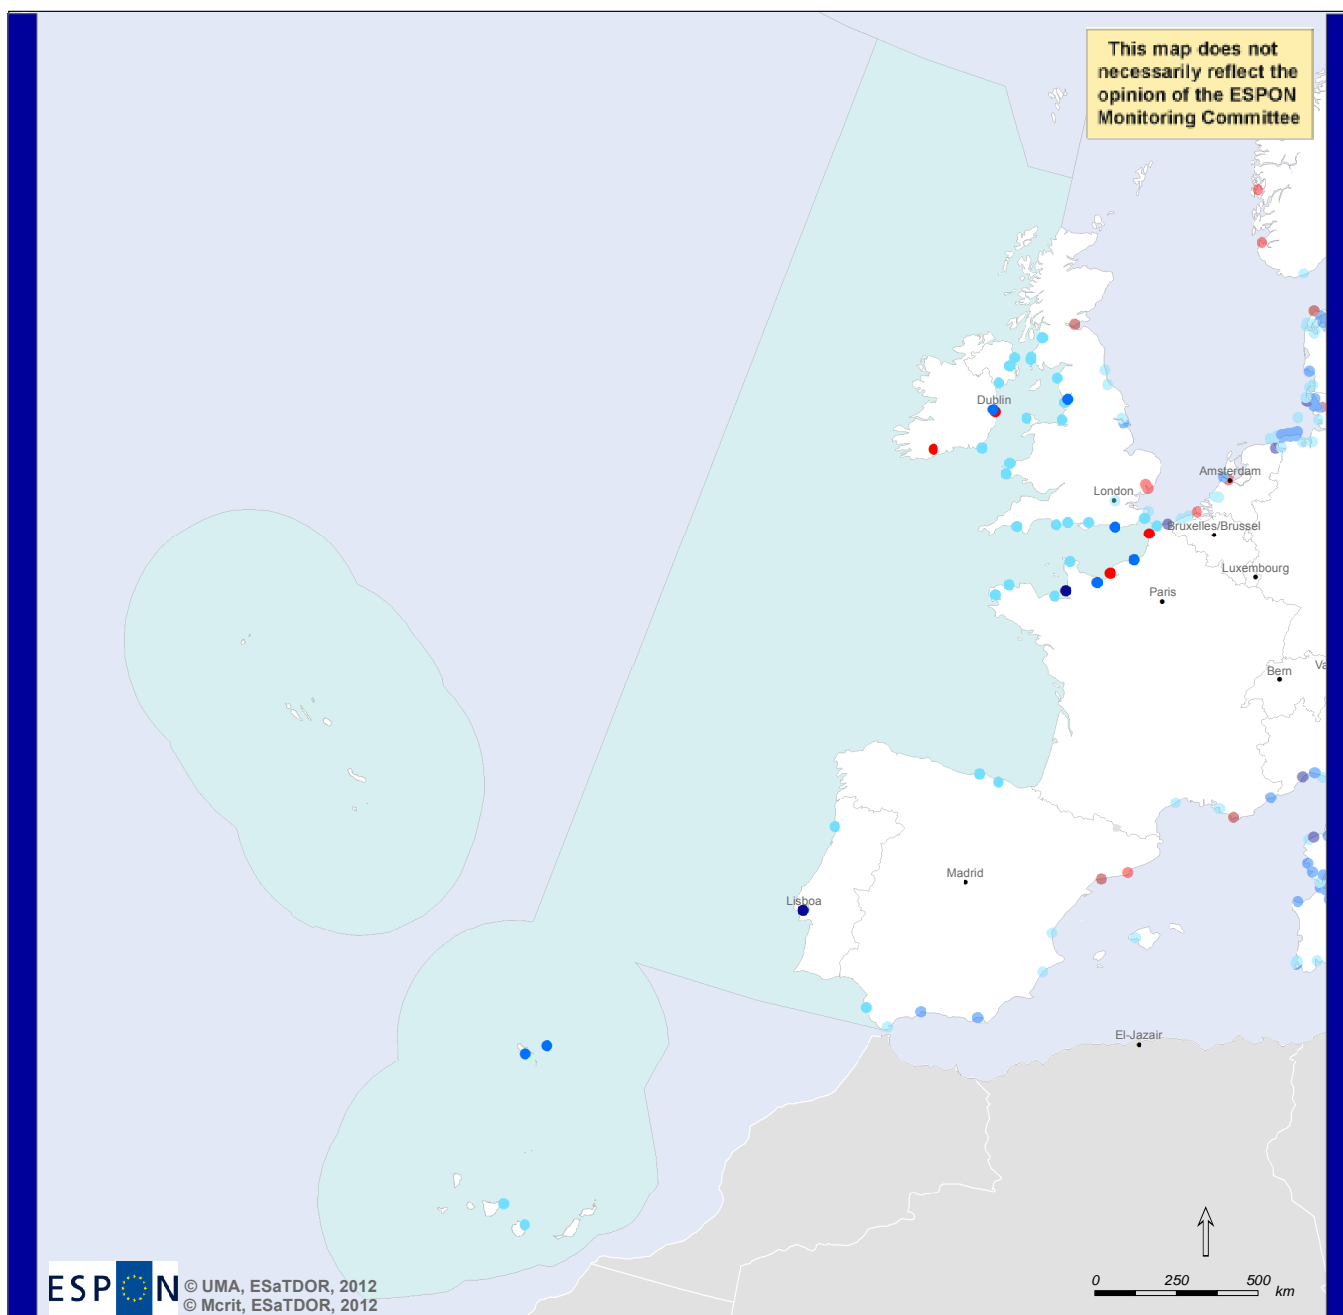 This map does not
necessarily reflect the
opinion of the ESPON
Monitoring Committee
Dublin
Amsterdam
London
Bruxelles/Brussel
Luxembourg
Paris
Bern
Va
Madrid
Lisboa
El-Jazair
0 250 500
km
ESPON
© UMA, ESaTDOR, 2012
© Mcrit, ESaTDOR, 2012